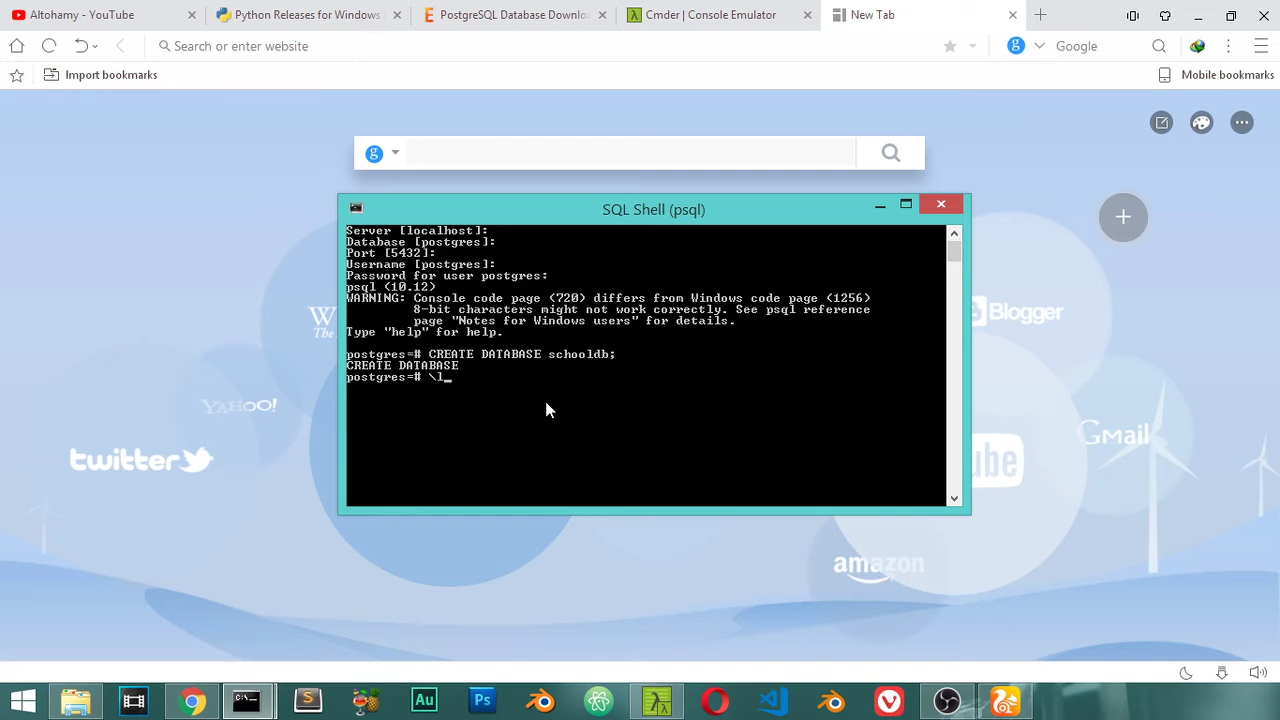 Altohamy - YouTube
Python Releases for Windows
PostgreSQL Database Downlo
Cmder | Console Emulator
New Tab
Search or enter website
Google
Import bookmarks
Mobile bookmarks
SQL Shell (psql)
Server [localhost]:
Database [postgres]:
Port [5432]:
Username [postgres]:
Password for user postgres:
psql (10.12)
WARNING: Console code page (720) differs from Windows code page (1256)
8-bit characters might not work correctly. See psql reference
page "Notes for Windows users" for details.
Type "help" for help.
postgres=# CREATE DATABASE schooldb;
CREATE DATABASE
postgres=# \l_
Blogger
YAHOO!
twitter
Gmail
amazon
Au
Ps